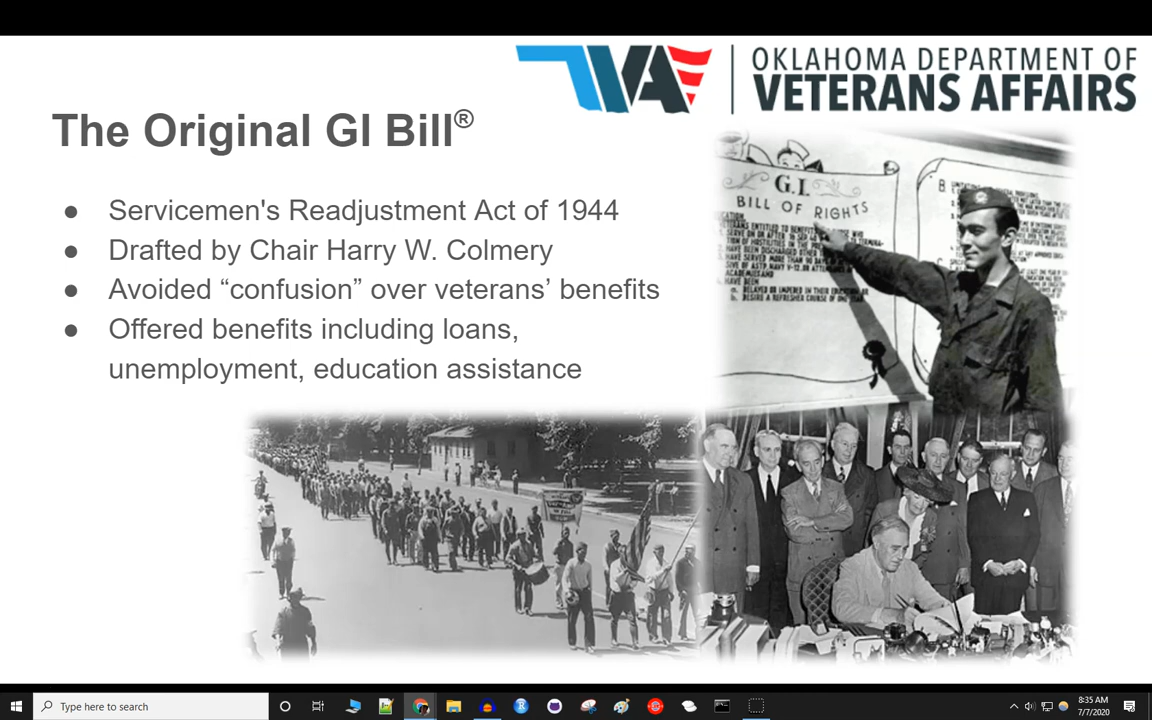 OKLAHOMA DEPARTMENT OF
VETERANS AFFAIRS
The Original GI Bill®
● Servicemen's Readjustment Act of 1944
● Drafted by Chair Harry W. Colmery
● Avoided “confusion” over veterans’ benefits
● Offered benefits including loans,
unemployment, education assistance
G.I.
BILL OF RIGHTS
Type here to search
8:35 AM
7/7/2020